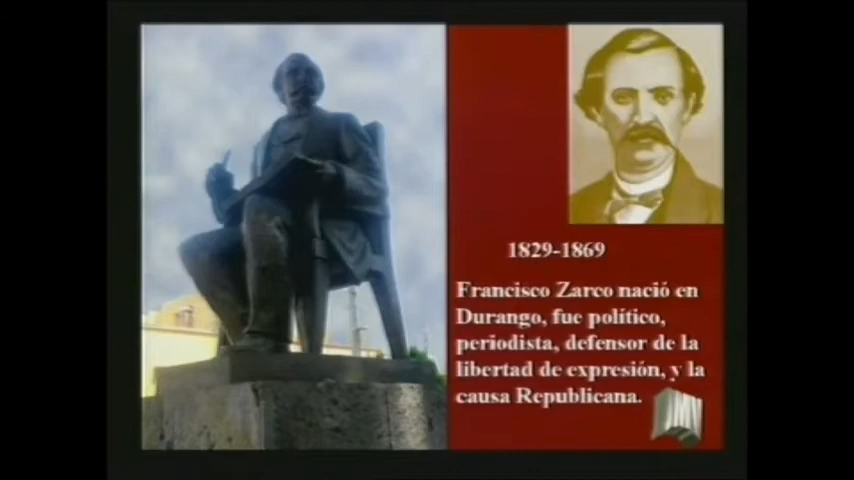 1829-1869
Francisco Zarco nació en
Durango, fue político,
periodista, defensor de la
libertad de expresión, y la
causa Republicana.